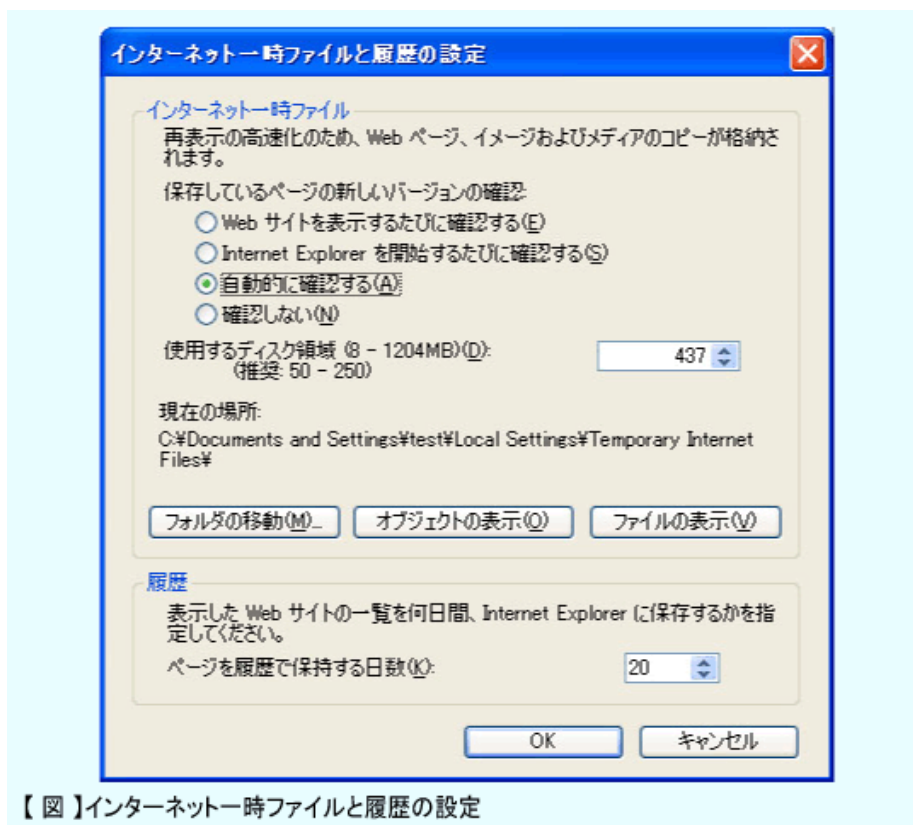 インターネット一時ファイルと履歴の設定
インターネット一時ファイル
再表示の高速化のため、Web ページ、イメージおよびメディアのコピーが格納さ
れます。
保存しているページの新しいバージョンの確認:
Web サイトを表示するたびに確認する(E)
Internet Explorer を開始するたびに確認する(S)
自動的に確認する(A)
確認しない(N)
使用するディスク領域 (8 - 1204MB)(D): 437
(推奨: 50 - 250)
現在の場所:
C:¥Documents and Settings¥test¥Local Settings¥Temporary Internet
Files¥
フォルダの移動(M)... オブジェクトの表示(O) ファイルの表示(V)
履歴
表示した Web サイトの一覧を何日間、Internet Explorer に保存するかを指
定してください。
ページを履歴で保持する日数(K): 20
OK キャンセル
【 図 】インターネット一時ファイルと履歴の設定